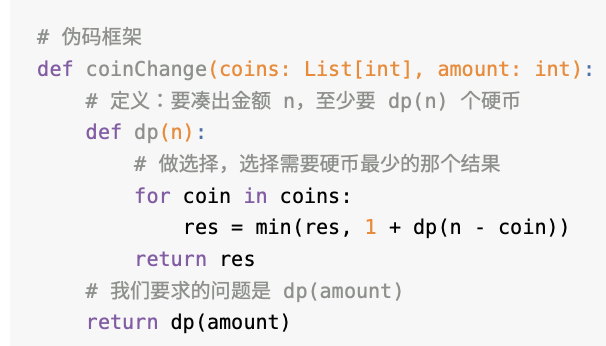 # 伪码框架
def coinChange(coins: List[int], amount: int):
    # 定义：要凑出金额 n，至少要 dp(n) 个硬币
    def dp(n):
        # 做选择，选择需要硬币最少的那个结果
        for coin in coins:
            res = min(res, 1 + dp(n - coin))
        return res
    # 我们要求的问题是 dp(amount)
    return dp(amount)